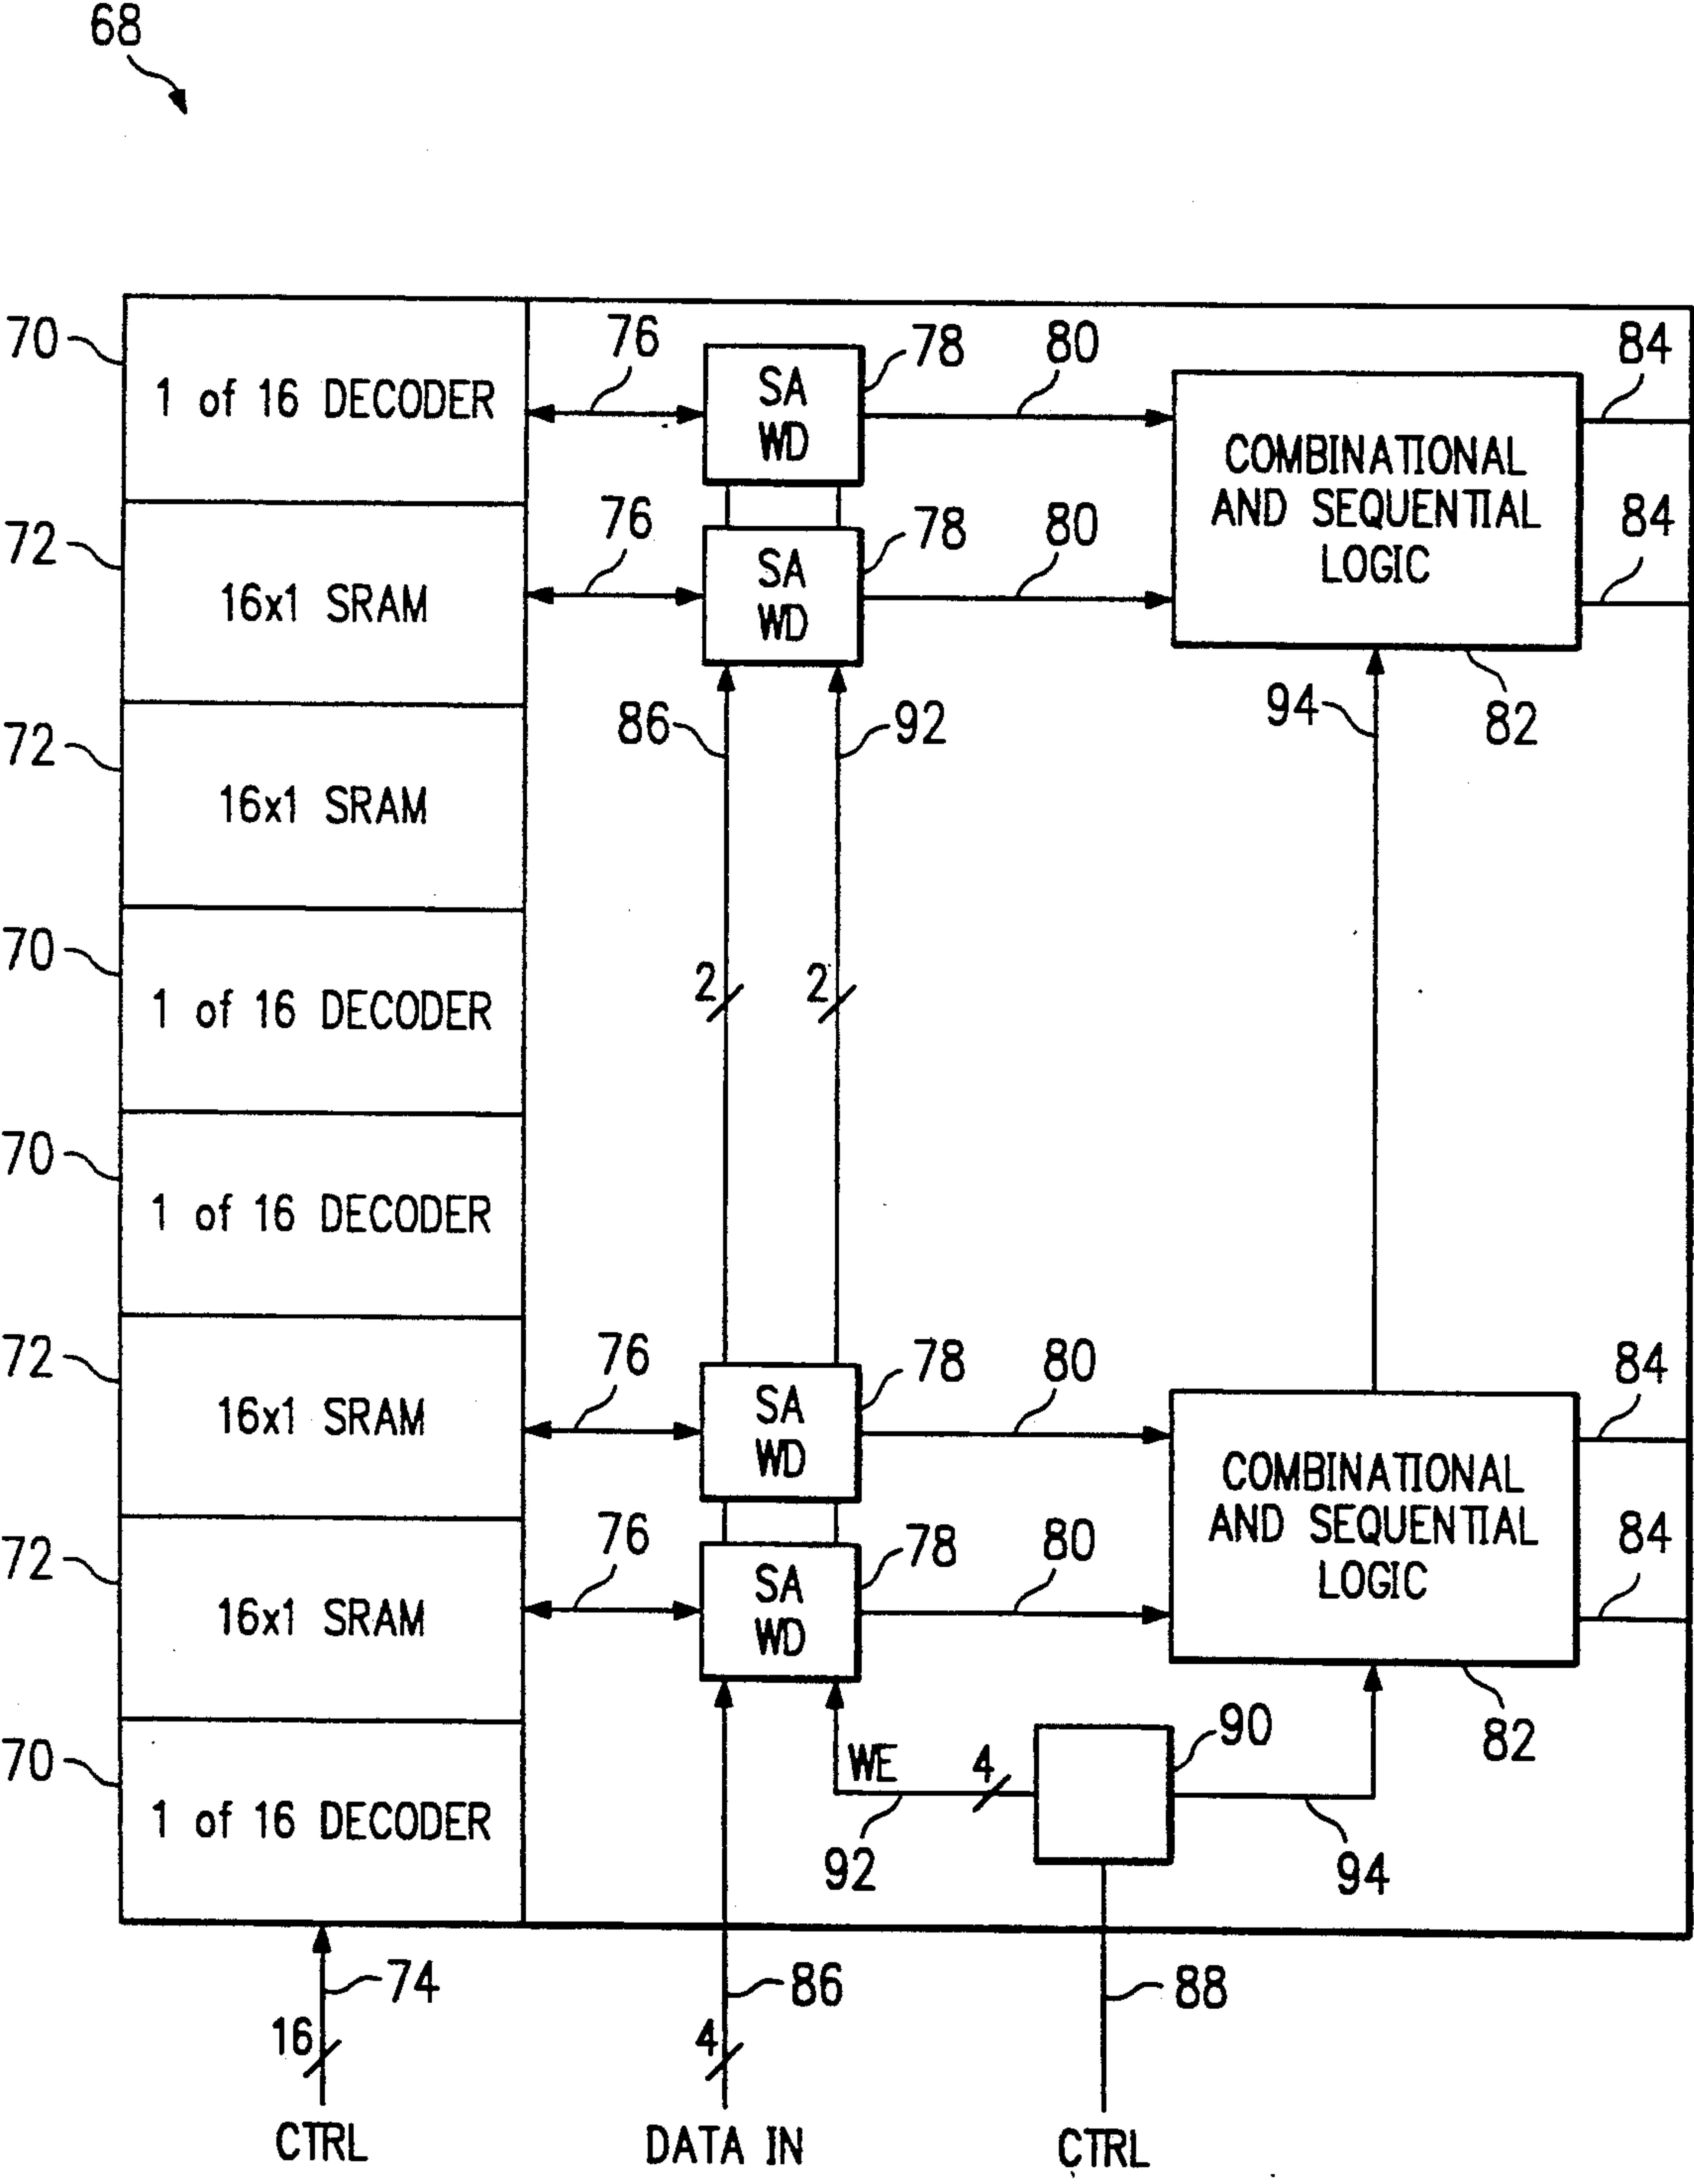 68
70
1 of 16 DECODER
76
SA
WD
78
80
COMBINATIONAL
AND SEQUENTIAL
LOGIC
84
72
16x1 SRAM
76
SA
WD
78
80
84
72
16x1 SRAM
86
92
94
82
70
1 of 16 DECODER
2
2
70
1 of 16 DECODER
72
16x1 SRAM
76
SA
WD
78
80
COMBINATIONAL
AND SEQUENTIAL
LOGIC
84
72
16x1 SRAM
76
SA
WD
78
80
84
70
1 of 16 DECODER
WE
4
92
90
94
82
74
16
CTRL
86
4
DATA IN
88
CTRL